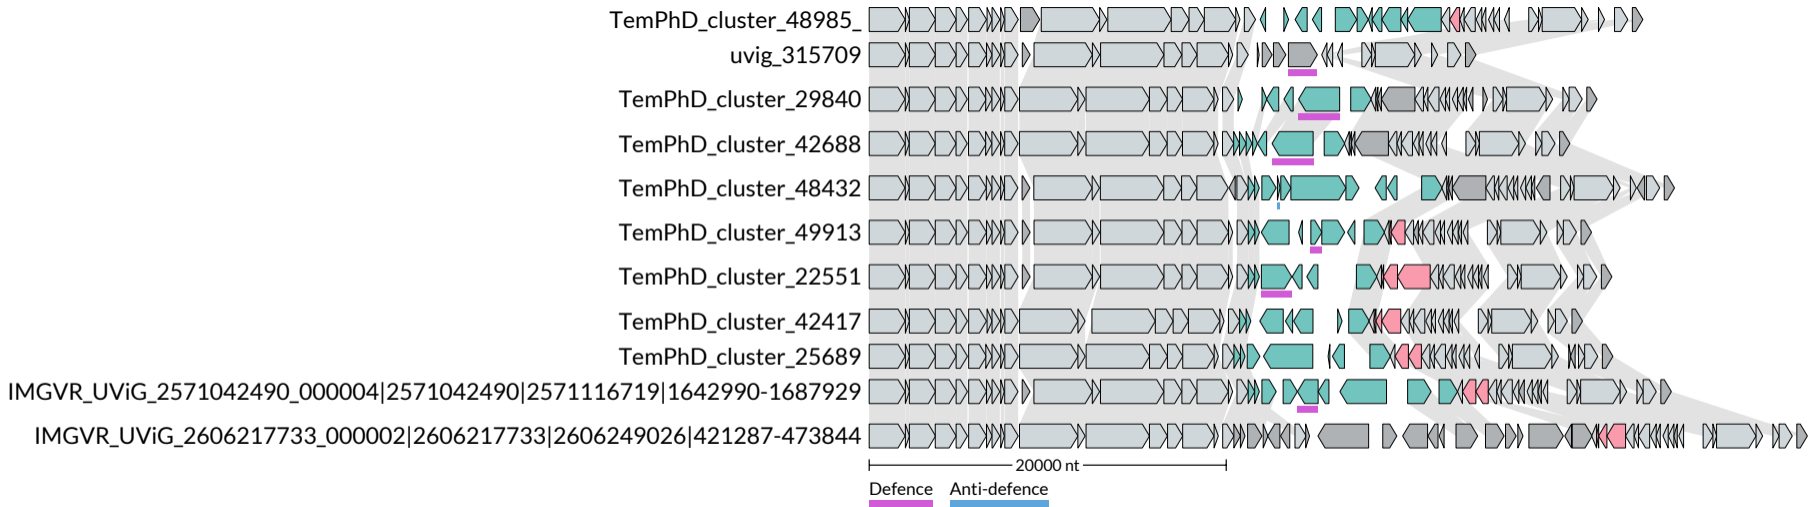 TemPhD_cluster_48985_
uvig_315709
TemPhD_cluster_29840
TemPhD_cluster_42688
TemPhD_cluster_48432
TemPhD_cluster_49913
TemPhD_cluster_22551
TemPhD_cluster_42417
TemPhD_cluster_25689
IMGVR_UViG_2571042490_000004|2571042490|2571116719|1642990-1687929
IMGVR_UViG_2606217733_000002|2606217733|2606249026|421287-473844
20000 nt
Defence Anti-defence